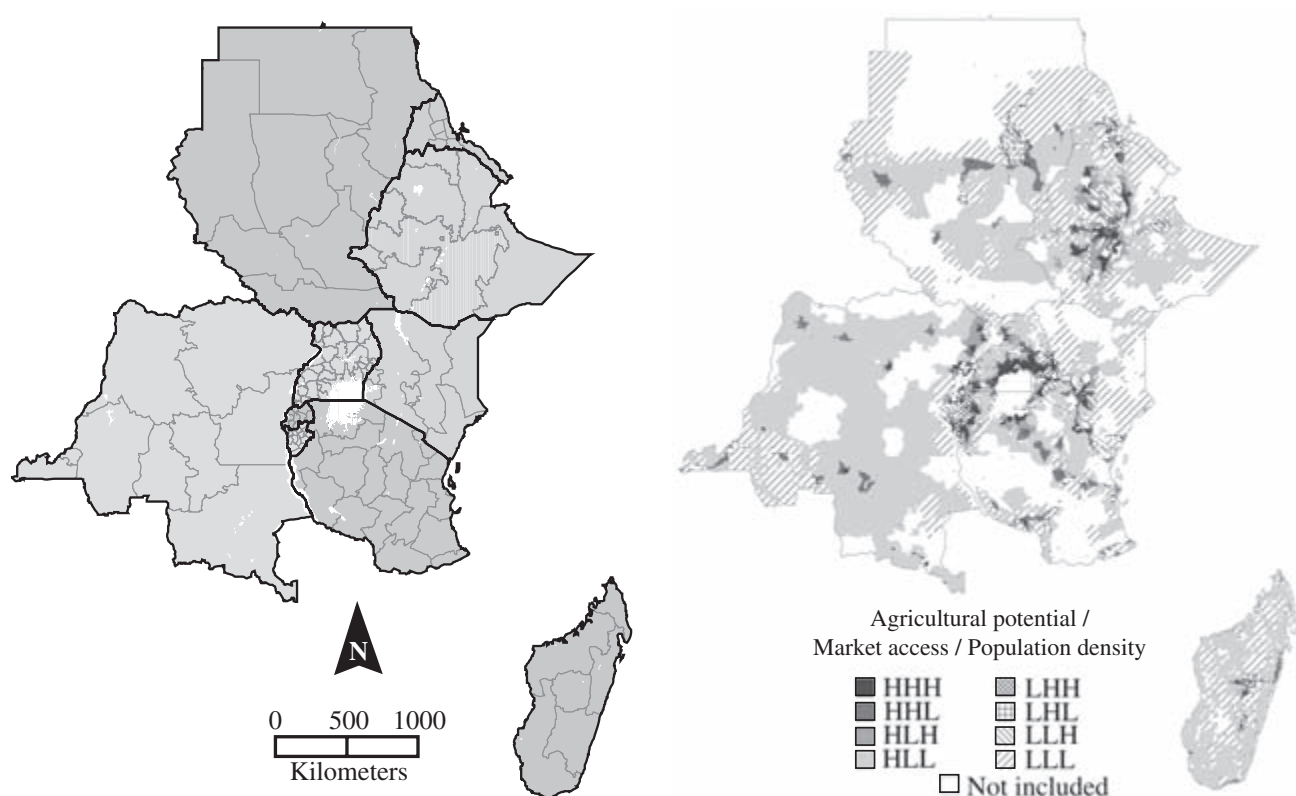 N
0 500 1000
Kilometers
Agricultural potential /
Market access / Population density
HHH LHH
HHL LHL
HLH LLH
HLL LLL
Not included